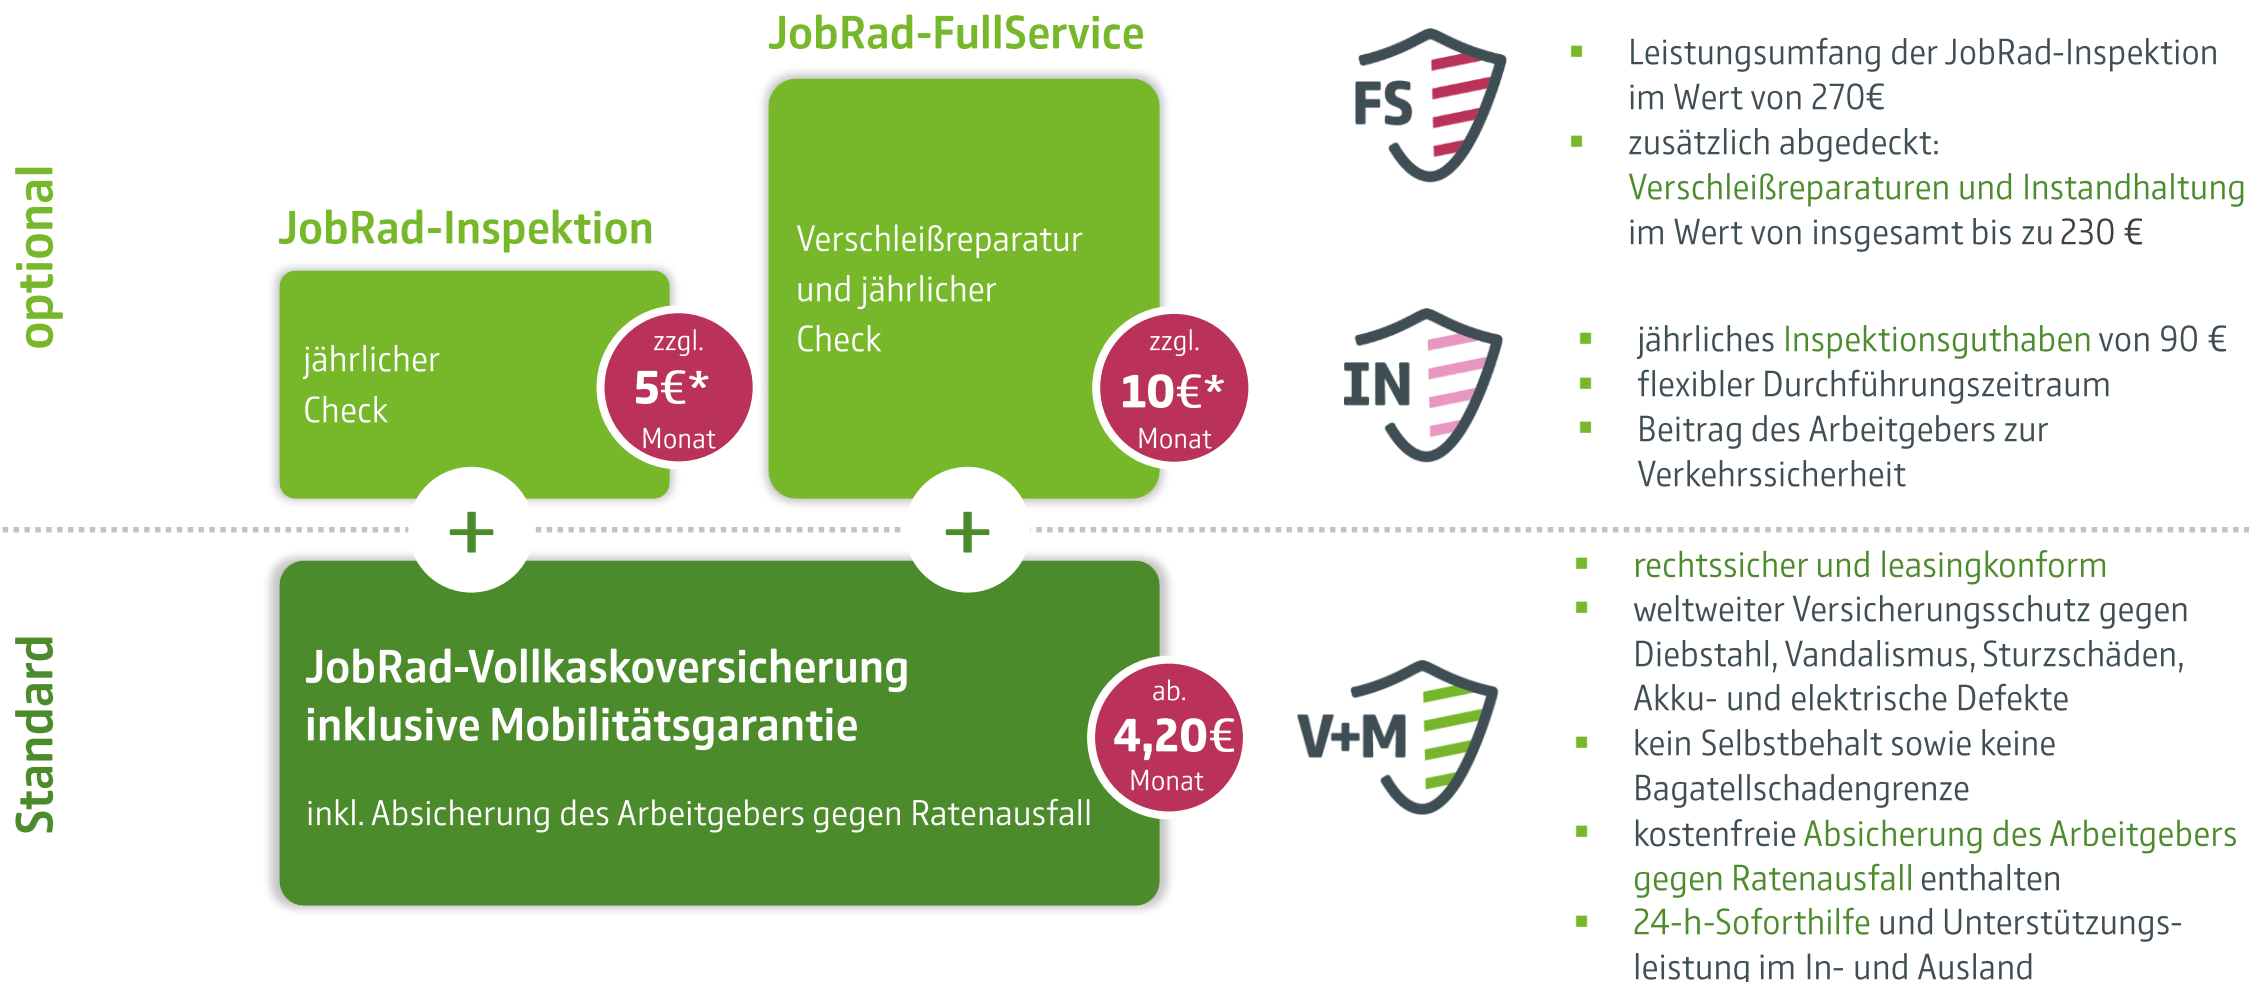 JobRad-FullService
Verschleißreparatur
und jährlicher
Check
zzgl.
10€*
Monat
FS
Leistungsumfang der JobRad-Inspektion
im Wert von 270€
zusätzlich abgedeckt:
Verschleißreparaturen und Instandhaltung
im Wert von insgesamt bis zu 230 €
optional
JobRad-Inspektion
jährlicher
Check
zzgl.
5€*
Monat
IN
jährliches Inspektionsguthaben von 90 €
flexibler Durchführungszeitraum
Beitrag des Arbeitgebers zur
Verkehrssicherheit
+
+
Standard
JobRad-Vollkaskoversicherung
inklusive Mobilitätsgarantie
inkl. Absicherung des Arbeitgebers gegen Ratenausfall
ab.
4,20€
Monat
V+M
rechtssicher und leasingkonform
weltweiter Versicherungsschutz gegen
Diebstahl, Vandalismus, Sturzschäden,
Akku- und elektrische Defekte
kein Selbstbehalt sowie keine
Bagatellschadengrenze
kostenfreie Absicherung des Arbeitgebers
gegen Ratenausfall enthalten
24-h-Soforthilfe und Unterstützungs-
leistung im In- und Ausland